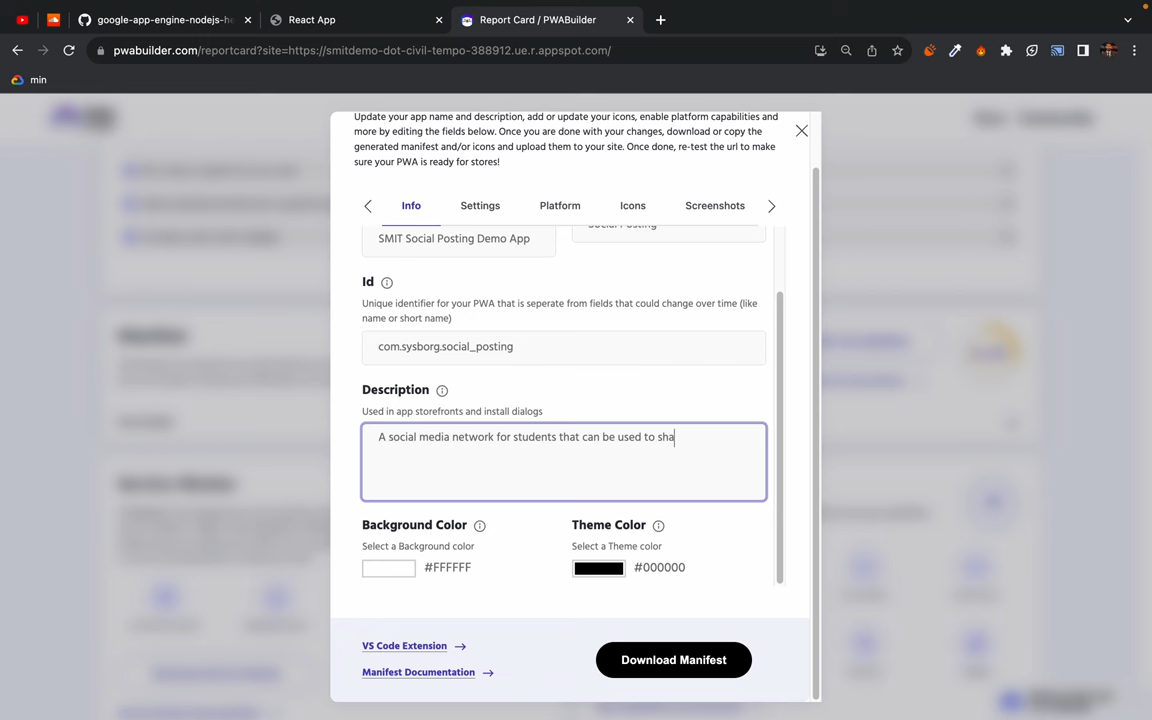 google-app-engine-nodejs-he
React App
Report Card / PWABuilder
pwabuilder.com/reportcard?site=https://smitdemo-dot-civil-tempo-388912.ue.r.appspot.com/
min
Update your app name and description, add or update your icons, enable platform capabilities and
more by editing the fields below. Once you are done with your changes, download or copy the
generated manifest and/or icons and upload them to your site. Once done, re-test the url to make
sure your PWA is ready for stores!
Info
Settings
Platform
Icons
Screenshots
SMIT Social Posting Demo App
Social Posting
Id
Unique identifier for your PWA that is seperate from fields that could change over time (like
name or short name)
com.sysborg.social_posting
Description
Used in app storefronts and install dialogs
A social media network for students that can be used to sha
Background Color
Theme Color
Select a Background color
Select a Theme color
#FFFFFF
#000000
VS Code Extension
Manifest Documentation
Download Manifest